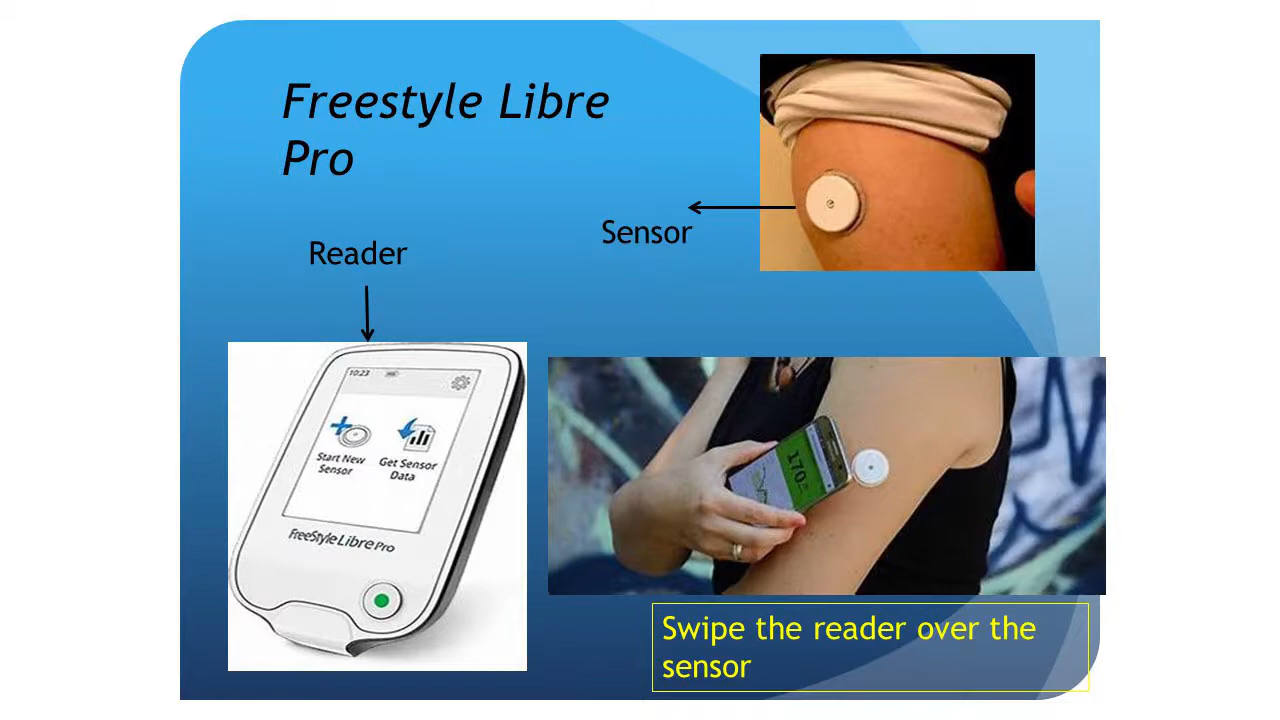 Freestyle Libre
Pro
Sensor
Reader
10:23
Start New
Sensor
Get Sensor
Data
FreeStyle Libre Pro
170
Swipe the reader over the
sensor